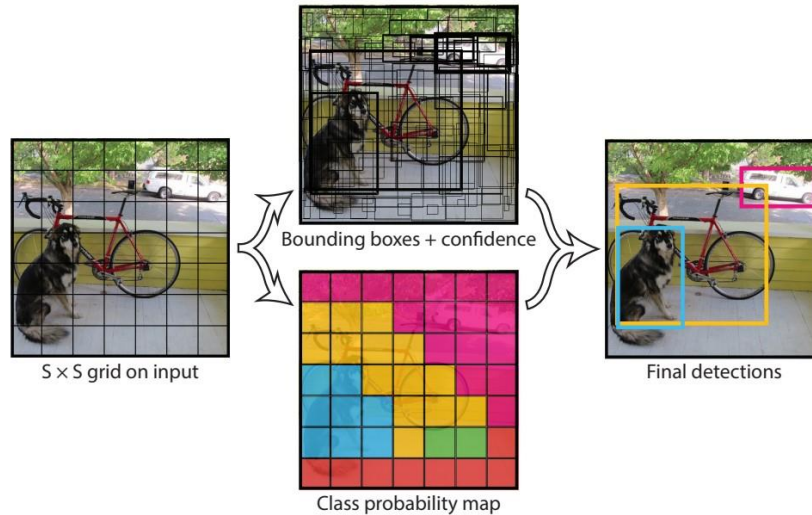 Bounding boxes + confidence
S × S grid on input
Final detections
Class probability map